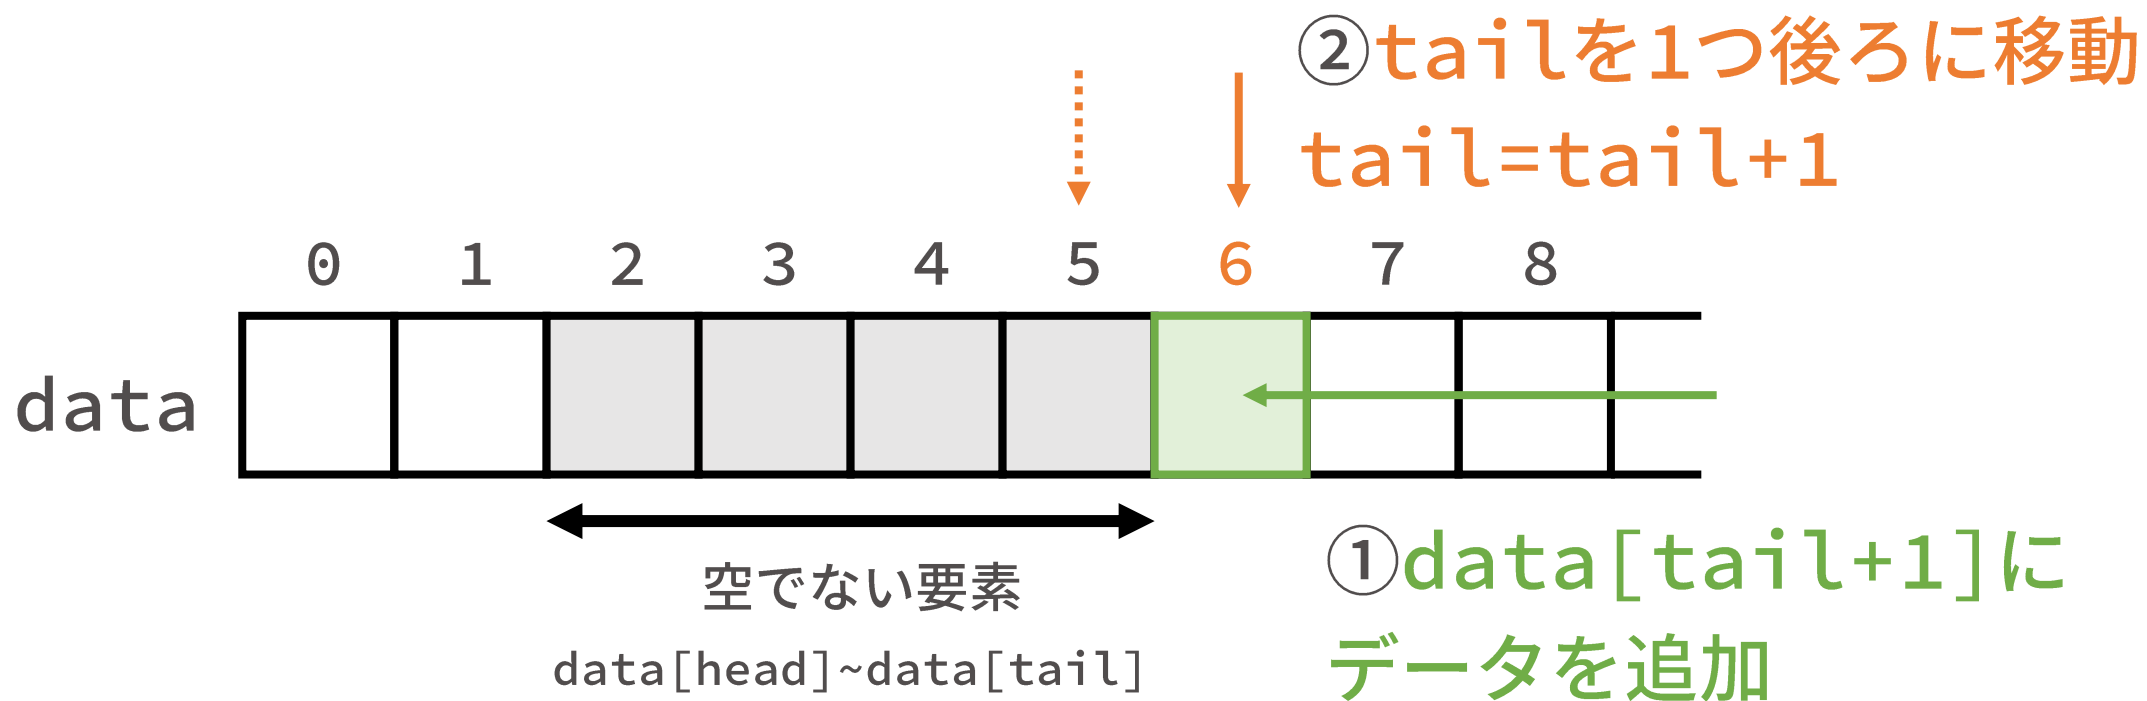 ②tailを1つ後ろに移動
tail=tail+1
0 1 2 3 4 5 6 7 8
data
空でない要素
data[head]~data[tail]
①data[tail+1]に
データを追加